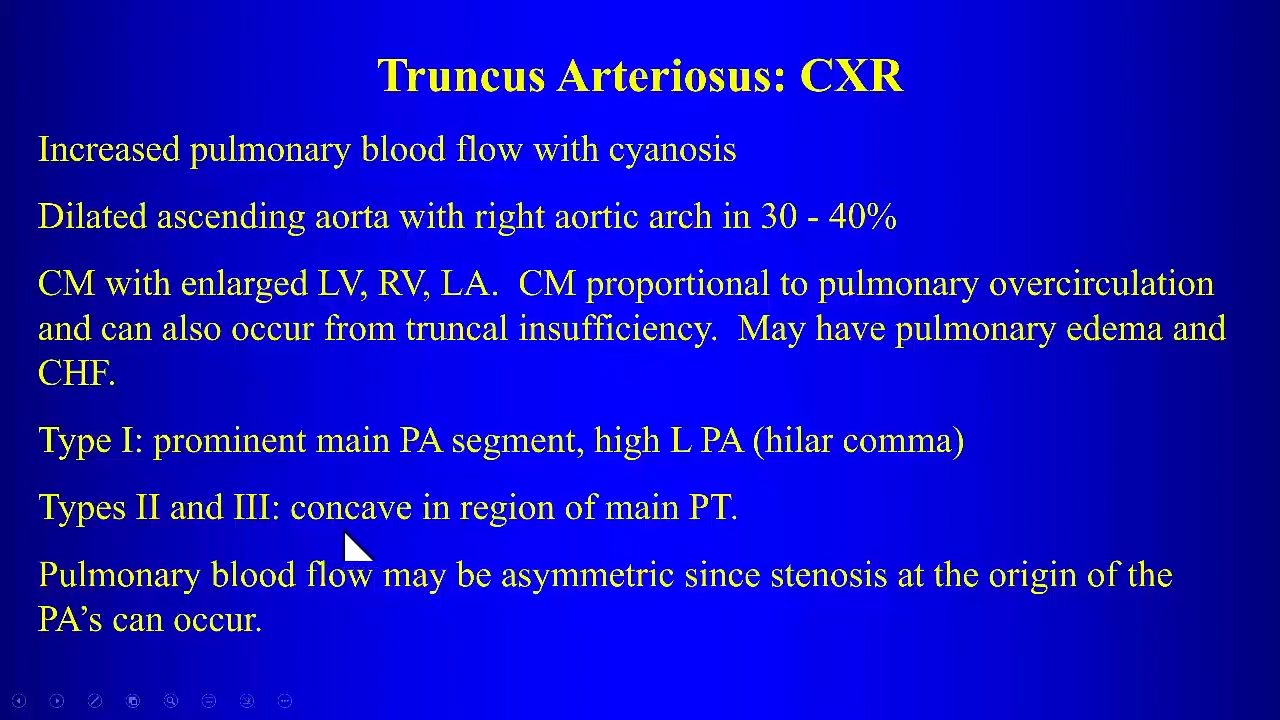 Truncus Arteriosus: CXR
Increased pulmonary blood flow with cyanosis
Dilated ascending aorta with right aortic arch in 30 - 40%
CM with enlarged LV, RV, LA.  CM proportional to pulmonary overcirculation
and can also occur from truncal insufficiency.  May have pulmonary edema and
CHF.
Type I: prominent main PA segment, high L PA (hilar comma)
Types II and III: concave in region of main PT.
Pulmonary blood flow may be asymmetric since stenosis at the origin of the
PA’s can occur.